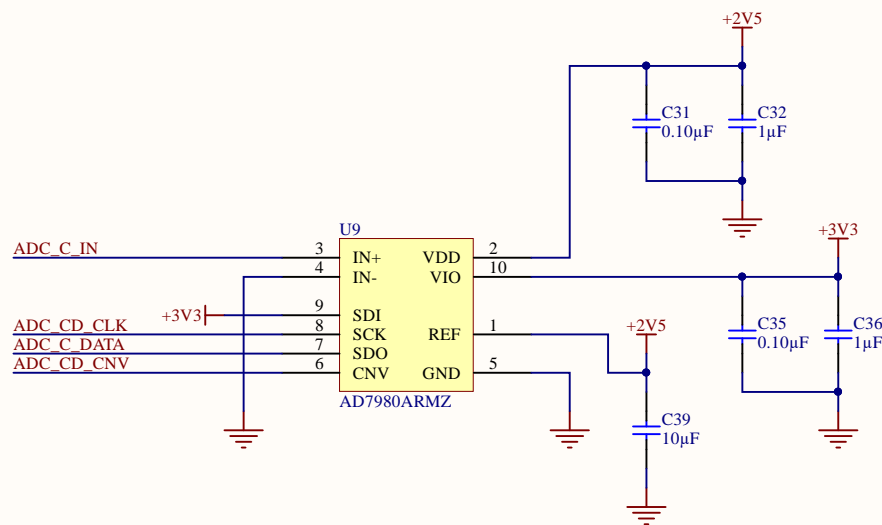 +2V5
C31
0.10µF
C32
1µF
U9
+3V3
ADC_C_IN
3
IN+
VDD
2
4
IN-
VIO
10
+3V3
9
SDI
ADC_CD_CLK
8
SCK
REF
1
+2V5
C35
0.10µF
C36
1µF
ADC_C_DATA
7
SDO
ADC_CD_CNV
6
CNV
GND
5
AD7980ARMZ
C39
10µF